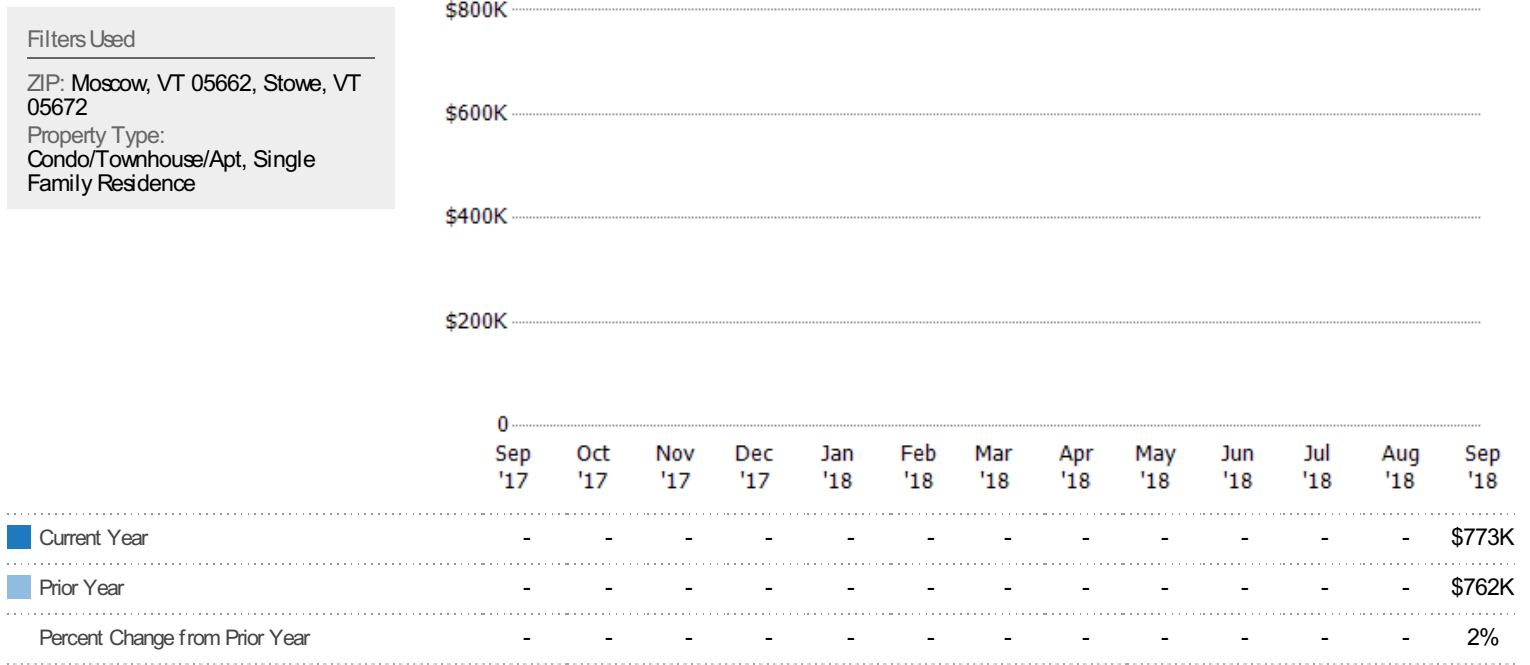 Filters Used
ZIP: Moscow, VT 05662, Stowe, VT
05672
Property Type:
Condo/Townhouse/Apt, Single
Family Residence
$800K
$600K
$400K
$200K
0
Sep Oct Nov Dec Jan Feb Mar Apr May Jun Jul Aug Sep
'17 '17 '17 '17 '18 '18 '18 '18 '18 '18 '18 '18 '18
Current Year - - - - - - - - - - - - $773K
Prior Year - - - - - - - - - - - - $762K
Percent Change from Prior Year - - - - - - - - - - - - 2%